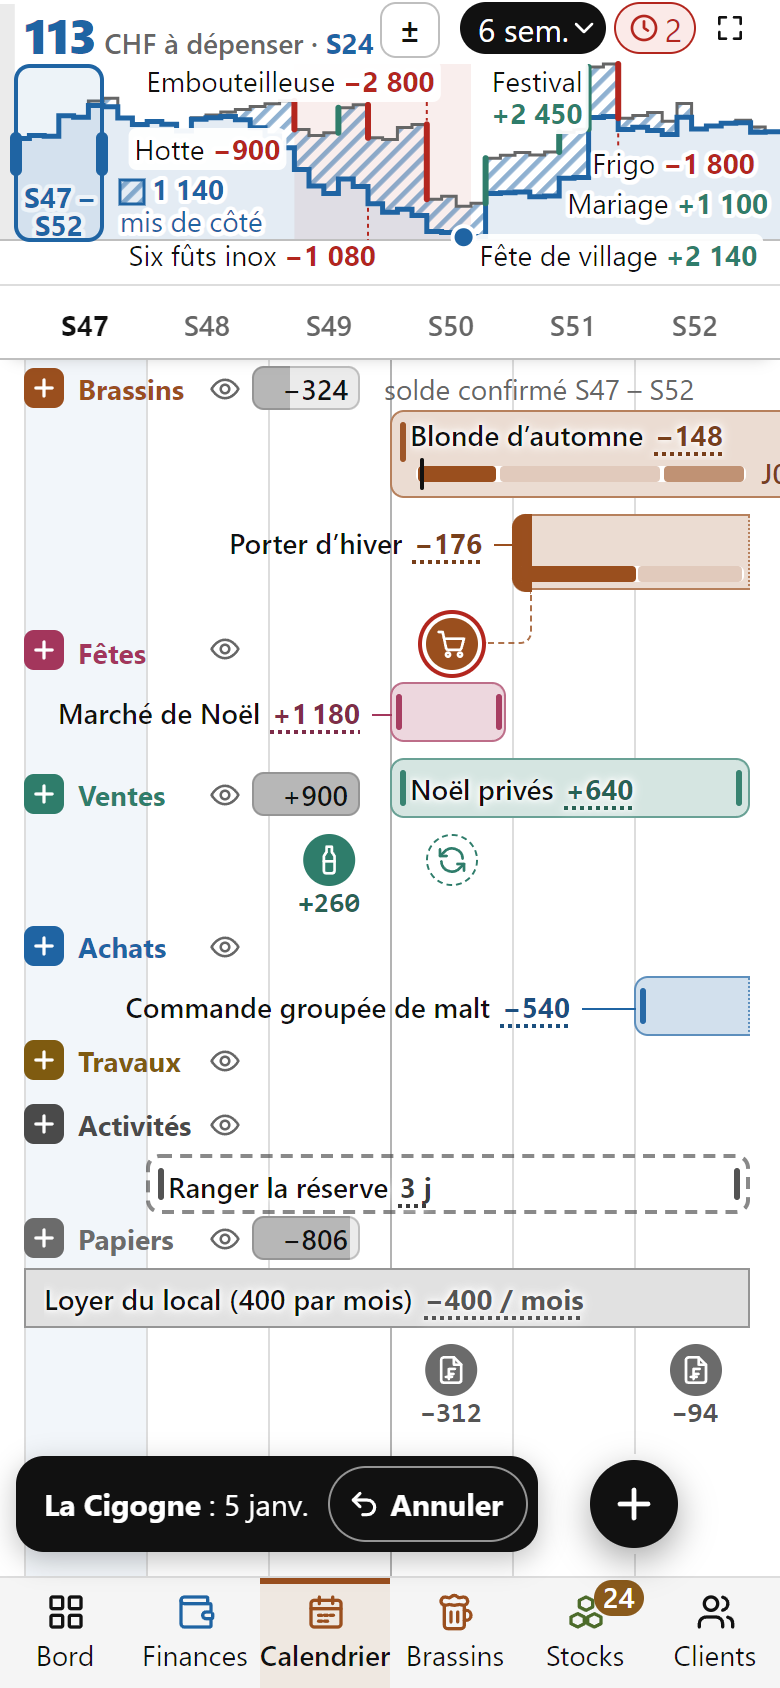 113 CHF à dépenser · S24
±
6 sem.
2
Embouteilleuse −2 800
Festival
+2 450
Hotte −900
Frigo −1 800
S47 –
S52
1 140
mis de côté
Mariage +1 100
Six fûts inox −1 080
Fête de village +2 140
S47 S48 S49 S50 S51 S52
Brassins −324 solde confirmé S47 – S52
Blonde d’automne −148
Porter d’hiver −176
Fêtes
Marché de Noël +1 180
Ventes +900 Noël privés +640
+260
Achats
Commande groupée de malt −540
Travaux
Activités
Ranger la réserve 3 j
Papiers −806
Loyer du local (400 par mois) −400 / mois
−312 −94
La Cigogne : 5 janv. Annuler
24
Bord Finances Calendrier Brassins Stocks Clients